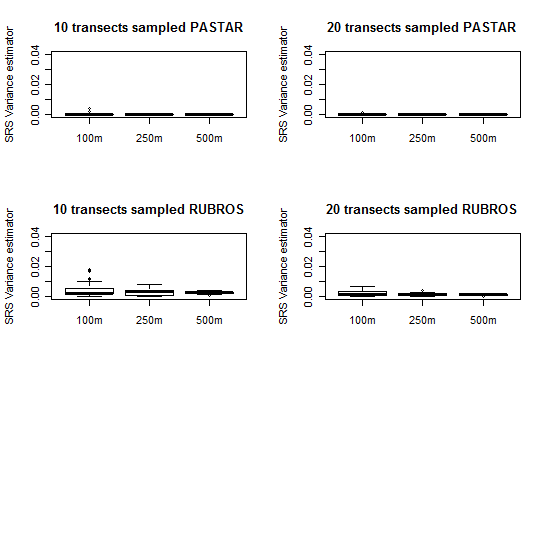 10 transects sampled PASTAR
SRS Variance estimator
0.00 0.02 0.04
100m 250m 500m
20 transects sampled PASTAR
SRS Variance estimator
0.00 0.02 0.04
100m 250m 500m
10 transects sampled RUBROS
SRS Variance estimator
0.00 0.02 0.04
100m 250m 500m
20 transects sampled RUBROS
SRS Variance estimator
0.00 0.02 0.04
100m 250m 500m